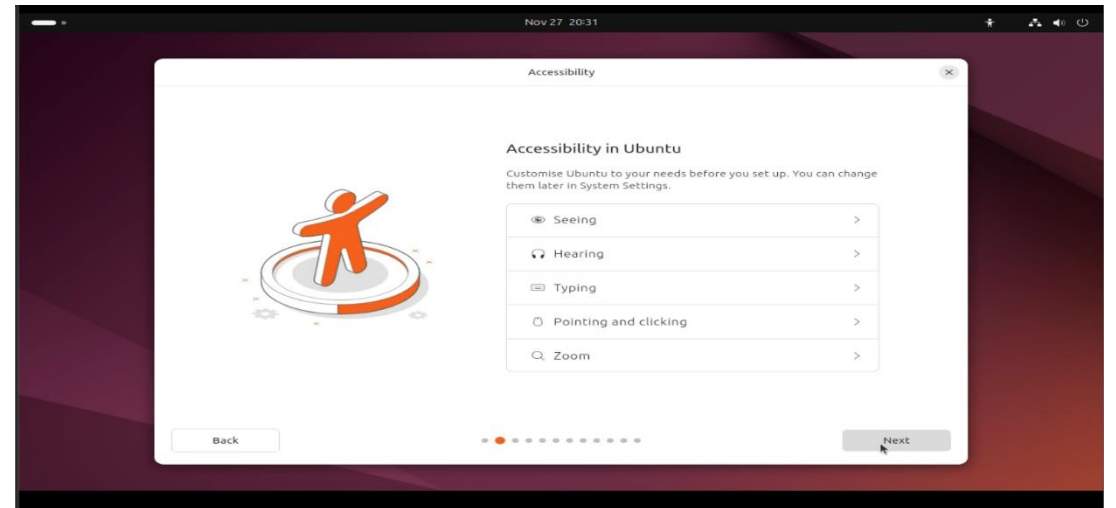 Nov 27 20:31
Accessibility
Accessibility in Ubuntu
Customise Ubuntu to your needs before you set up. You can change
them later in System Settings.
Seeing
Hearing
Typing
Pointing and clicking
Zoom
Back
Next